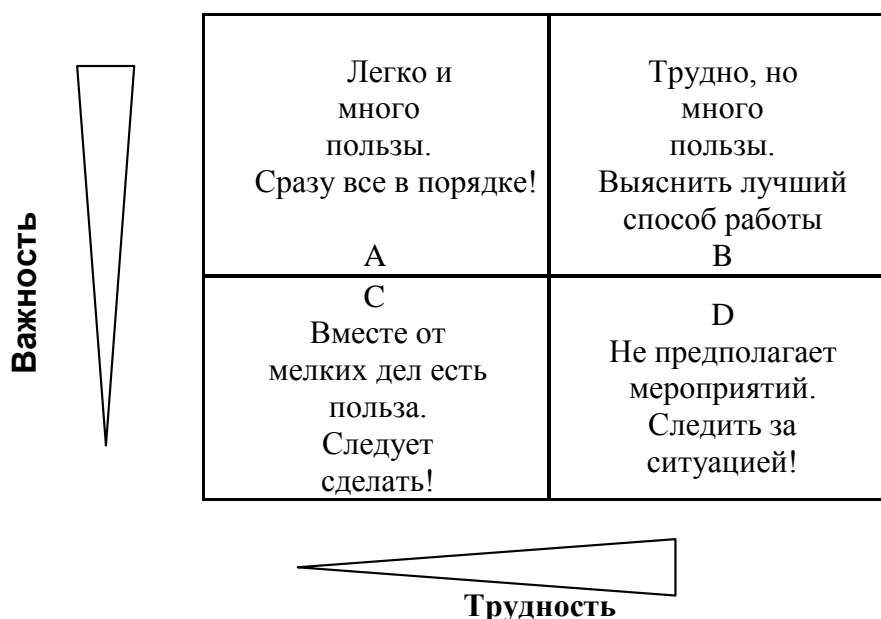 Важность
Легко и
много
пользы.
Сразу все в порядке!
A
Трудно, но
много
пользы.
Выяснить лучший
способ работы
B
C
Вместе от
мелких дел есть
польза.
Следует
сделать!
D
Не предполагает
мероприятий.
Следить за
ситуацией!
Трудность